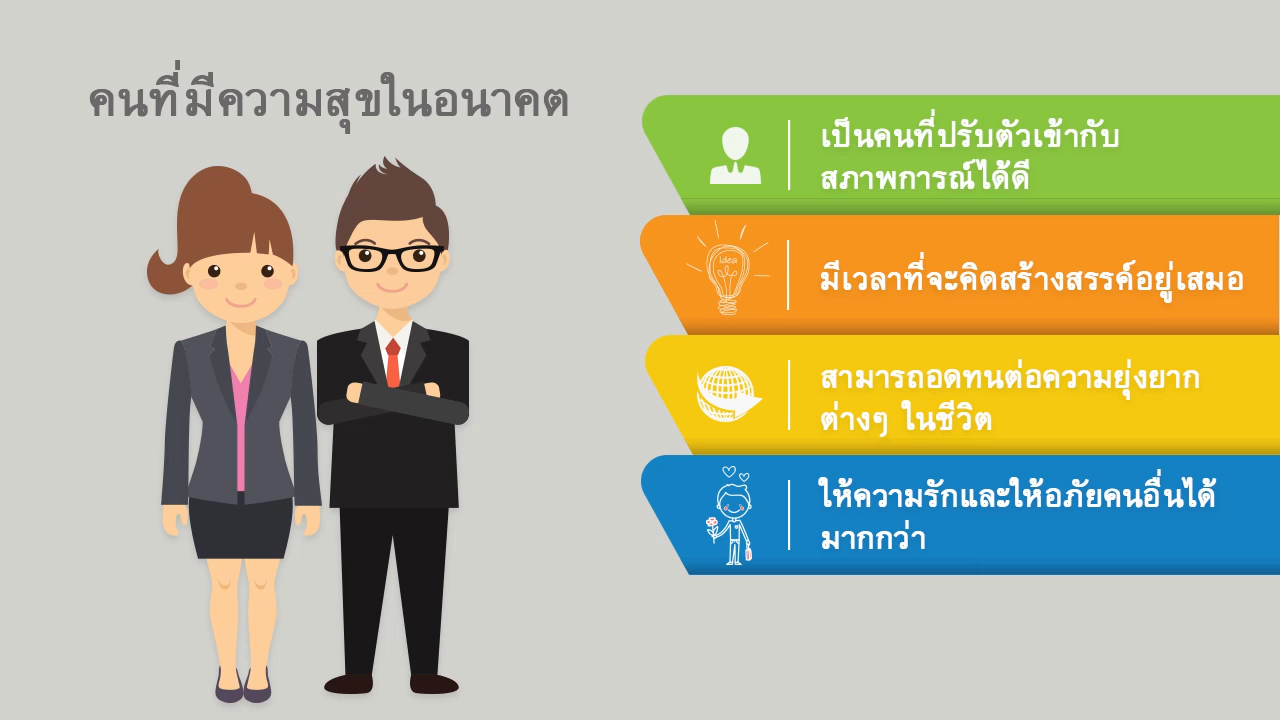 คนที่มีความสุขในอนาคต
เป็นคนที่ปรับตัวเข้ากับ
สภาพการณ์ได้ดี
idea
มีเวลาที่จะคิดสร้างสรรค์อยู่เสมอ
สามารถอดทนต่อความยุ่งยาก
ต่างๆ ในชีวิต
ให้ความรักและให้อภัยคนอื่นได้
มากกว่า